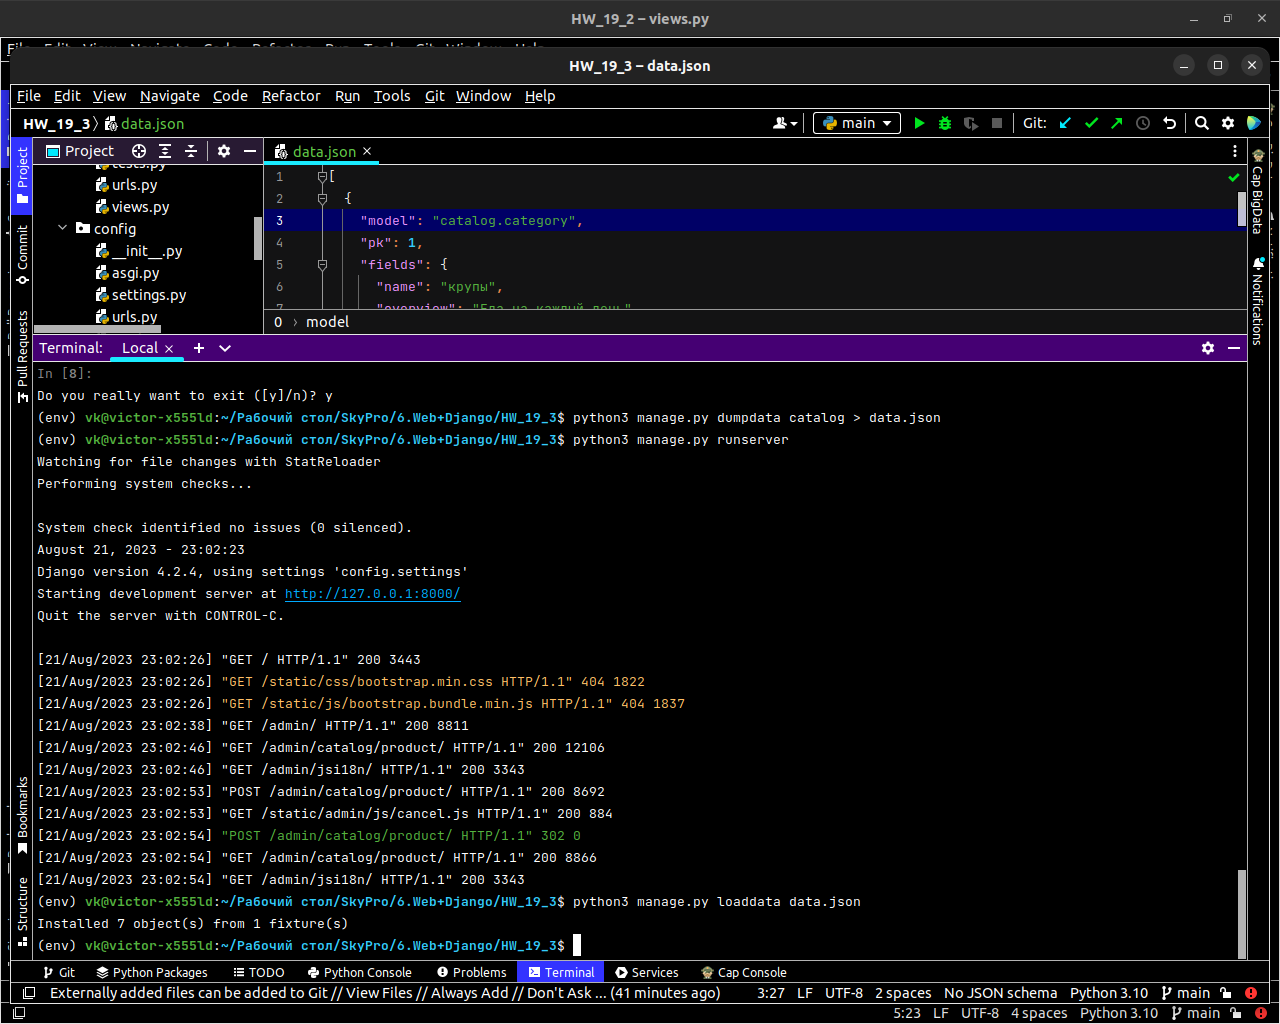 HW_19_2 – views.py
HW_19_3 – data.json
File Edit View Navigate Code Refactor Run Tools Git Window Help
HW_19_3 data.json main Git:
Project data.json
urls.py
views.py
config
__init__.py
asgi.py
settings.py
urls.py
1 [
2 {
3 "model": "catalog.category",
4 "pk": 1,
5 "fields": {
6 "name": "крупы",
7 "overview": "Еда на каждый день"
0 › model
Project
Commit
Pull Requests
Bookmarks
Structure
Cap BigData
Notifications
Terminal: Local
In [8]:
Do you really want to exit ([y]/n)? y
(env) vk@victor-x555ld:~/Рабочий стол/SkyPro/6.Web+Django/HW_19_3$ python3 manage.py dumpdata catalog > data.json
(env) vk@victor-x555ld:~/Рабочий стол/SkyPro/6.Web+Django/HW_19_3$ python3 manage.py runserver
Watching for file changes with StatReloader
Performing system checks...
System check identified no issues (0 silenced).
August 21, 2023 - 23:02:23
Django version 4.2.4, using settings 'config.settings'
Starting development server at http://127.0.0.1:8000/
Quit the server with CONTROL-C.
[21/Aug/2023 23:02:26] "GET / HTTP/1.1" 200 3443
[21/Aug/2023 23:02:26] "GET /static/css/bootstrap.min.css HTTP/1.1" 404 1822
[21/Aug/2023 23:02:26] "GET /static/js/bootstrap.bundle.min.js HTTP/1.1" 404 1837
[21/Aug/2023 23:02:38] "GET /admin/ HTTP/1.1" 200 8811
[21/Aug/2023 23:02:46] "GET /admin/catalog/product/ HTTP/1.1" 200 12106
[21/Aug/2023 23:02:46] "GET /admin/jsi18n/ HTTP/1.1" 200 3343
[21/Aug/2023 23:02:53] "POST /admin/catalog/product/ HTTP/1.1" 200 8692
[21/Aug/2023 23:02:53] "GET /static/admin/js/cancel.js HTTP/1.1" 200 884
[21/Aug/2023 23:02:54] "POST /admin/catalog/product/ HTTP/1.1" 302 0
[21/Aug/2023 23:02:54] "GET /admin/catalog/product/ HTTP/1.1" 200 8866
[21/Aug/2023 23:02:54] "GET /admin/jsi18n/ HTTP/1.1" 200 3343
(env) vk@victor-x555ld:~/Рабочий стол/SkyPro/6.Web+Django/HW_19_3$ python3 manage.py loaddata data.json
Installed 7 object(s) from 1 fixture(s)
(env) vk@victor-x555ld:~/Рабочий стол/SkyPro/6.Web+Django/HW_19_3$
Git Python Packages TODO Python Console Problems Terminal Services Cap Console
Externally added files can be added to Git // View Files // Always Add // Don't Ask ... (41 minutes ago) 3:27 LF UTF-8 2 spaces No JSON schema Python 3.10 main
5:23 LF UTF-8 4 spaces Python 3.10 main